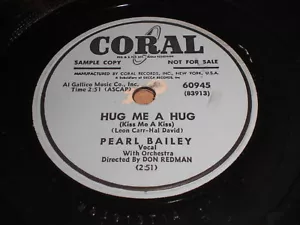 CORAL
SAMPLE COPY NOT FOR SALE
MANUFACTURED BY CORAL RECORDS, INC., NEW YORK, U.S.A.
Al Gallico Music Co., Inc.
Time 2:51 (ASCAP)
60945
(83913)
HUG ME A HUG
(Kiss Me A Kiss)
(Leon Carr-Hal David)
PEARL BAILEY
Vocal
With Orchestra
Directed By DON REDMAN
(2:51)